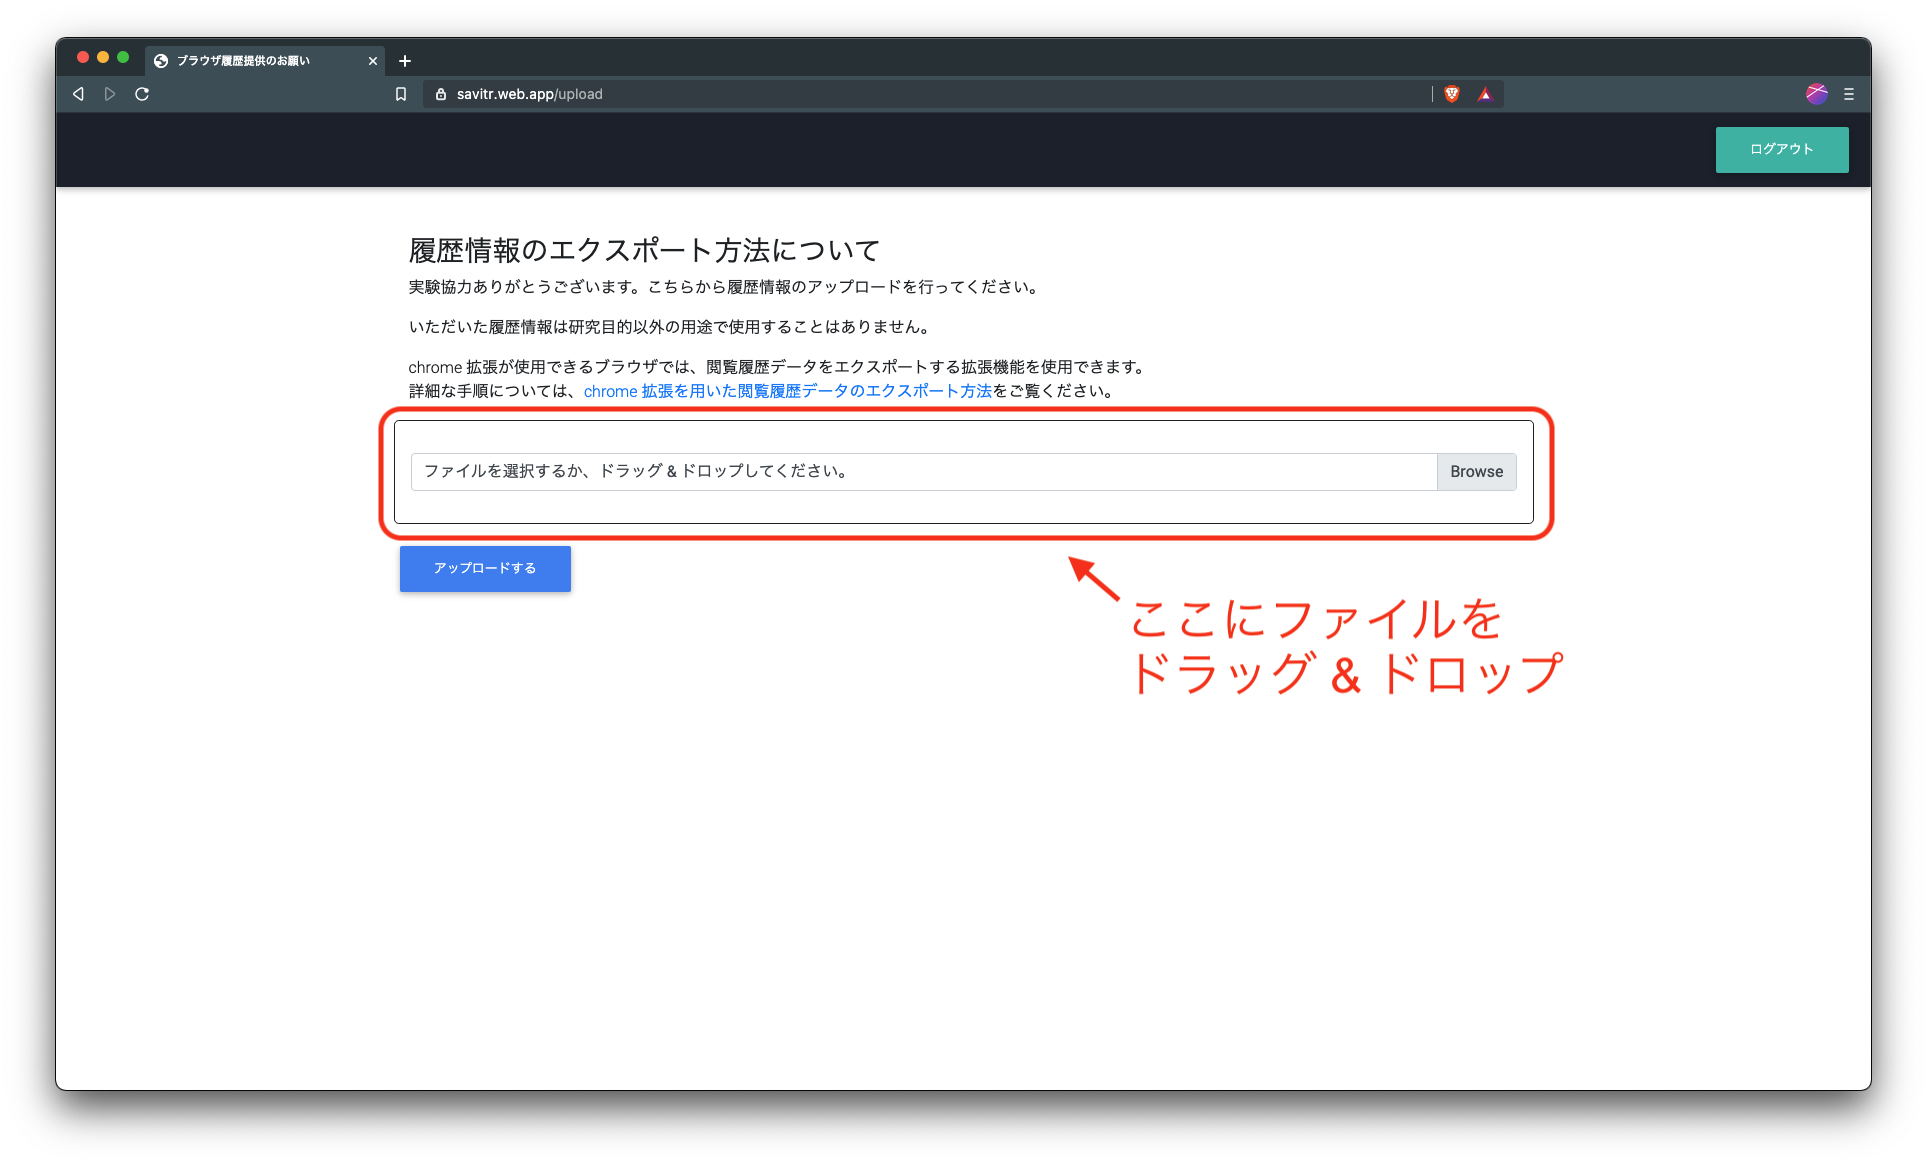 ブラウザ履歴提供のお願い
savitr.web.app/upload
ログアウト
履歴情報のエクスポート方法について
実験協力ありがとうございます。こちらから履歴情報のアップロードを行ってください。
いただいた履歴情報は研究目的以外の用途で使用することはありません。
chrome 拡張が使用できるブラウザでは、閲覧履歴データをエクスポートする拡張機能を使用できます。
詳細な手順については、chrome 拡張を用いた閲覧履歴データのエクスポート方法をご覧ください。
ファイルを選択するか、ドラッグ & ドロップしてください。
Browse
アップロードする
ここにファイルを
ドラッグ & ドロップ